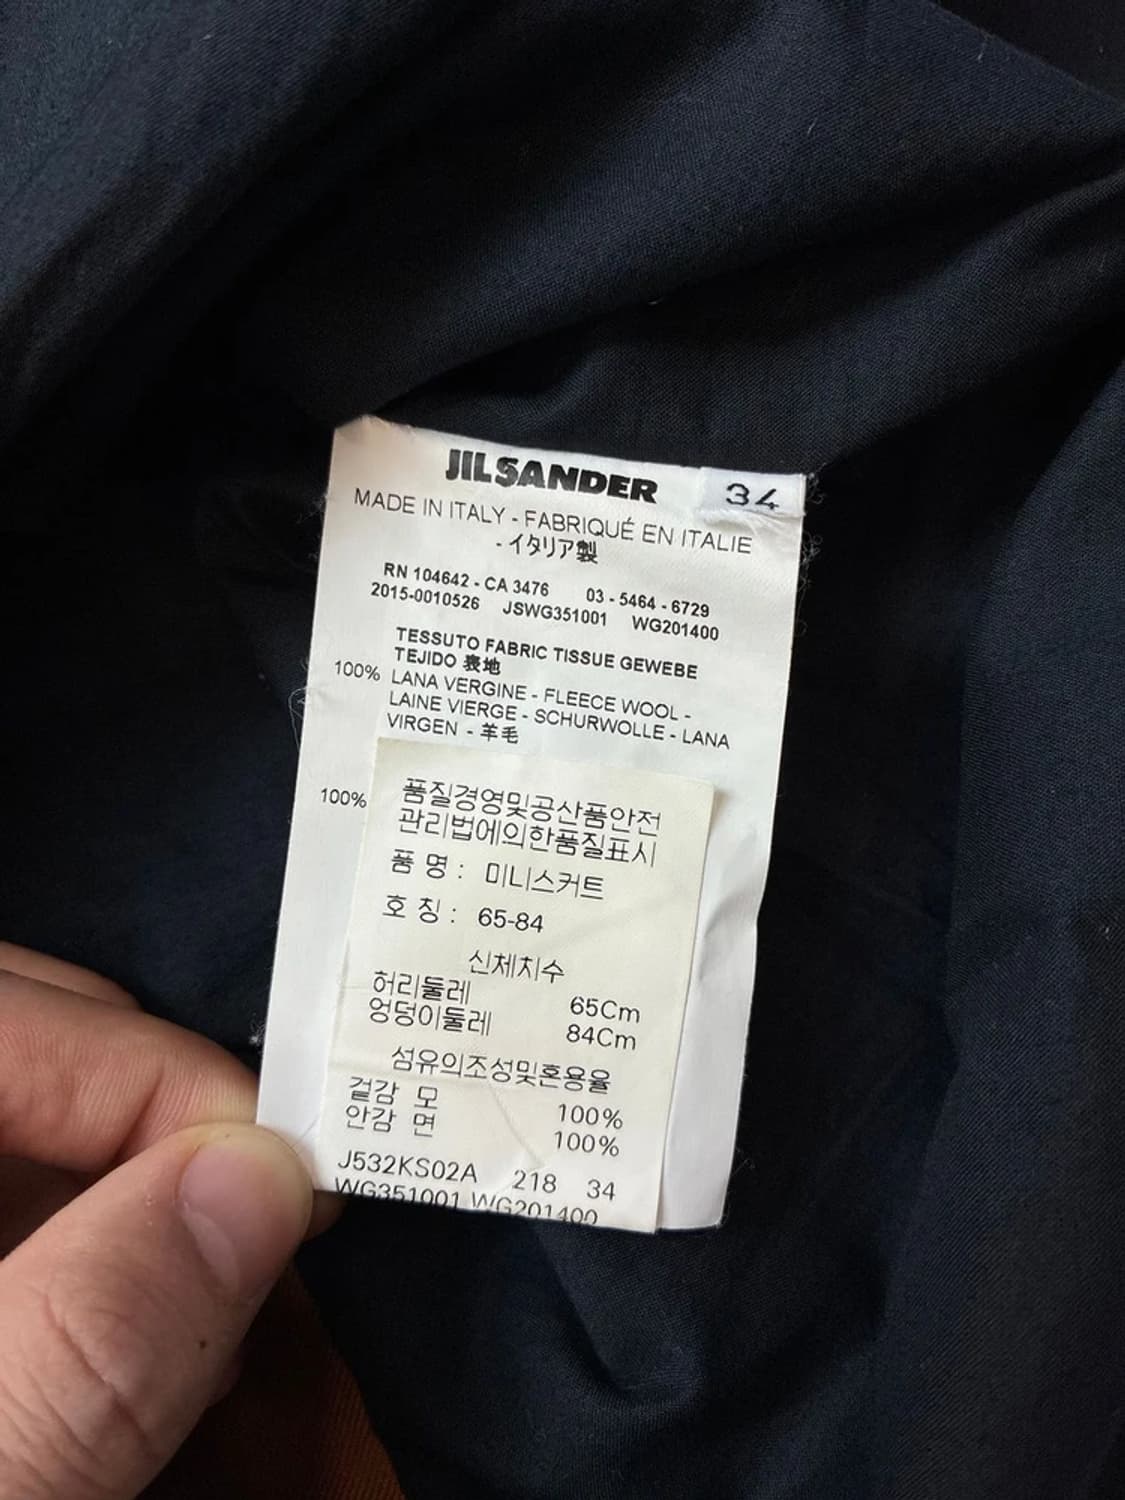 JIL SANDER
34
MADE IN ITALY - FABRIQUÉ EN ITALIE
- イタリア製
RN 104642 - CA 3476 03 - 5464 - 6729
2015-0010526 JSWG351001 WG201400
TESSUTO FABRIC TISSUE GEWEBE
TEJIDO 表地
100% LANA VERGINE - FLEECE WOOL -
LAINE VIERGE - SCHURWOLLE - LANA
VIRGEN - 羊毛
100%
품질경영및공산품안전
관리법에의한품질표시
품 명 : 미니스커트
호 칭 : 65-84
신체치수
허리둘레 65Cm
엉덩이둘레 84Cm
섬유의조성및혼용율
겉감 모 100%
안감 면 100%
J532KS02A 218 34
WG351001 WG201400